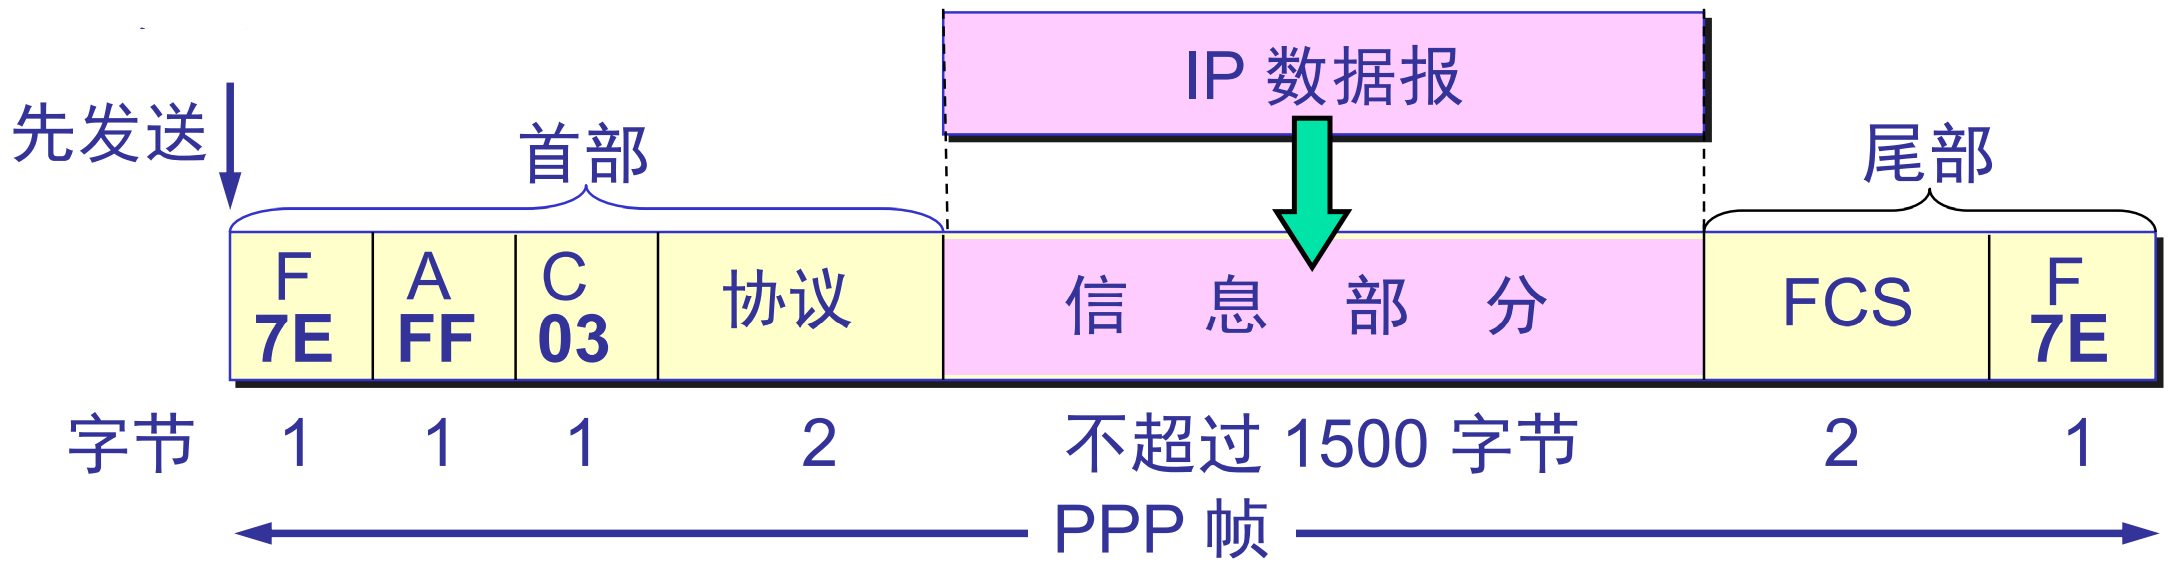 IP 数据报
先发送
首部
尾部
F A C 协议 信息部分 FCS F
7E FF 03 7E
字节 1 1 1 2 不超过 1500 字节 2 1
PPP 帧